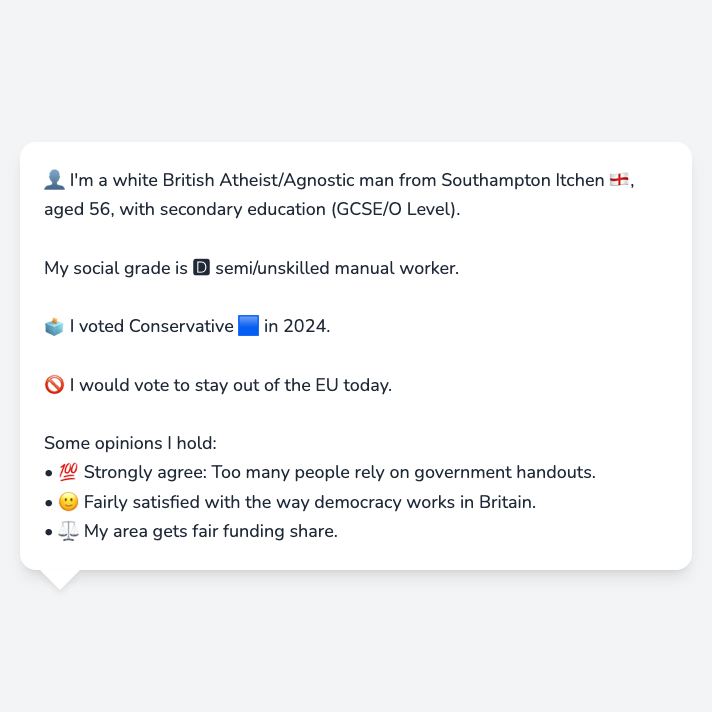 👤 I'm a white British Atheist/Agnostic man from Southampton Itchen 🏴󠁧󠁢󠁥󠁮󠁧󠁿,
aged 56, with secondary education (GCSE/O Level).
My social grade is 🅳 semi/unskilled manual worker.
🗳️ I voted Conservative 🟦 in 2024.
🚫 I would vote to stay out of the EU today.
Some opinions I hold:
• 💯 Strongly agree: Too many people rely on government handouts.
• 🙂 Fairly satisfied with the way democracy works in Britain.
• ⚖️ My area gets fair funding share.